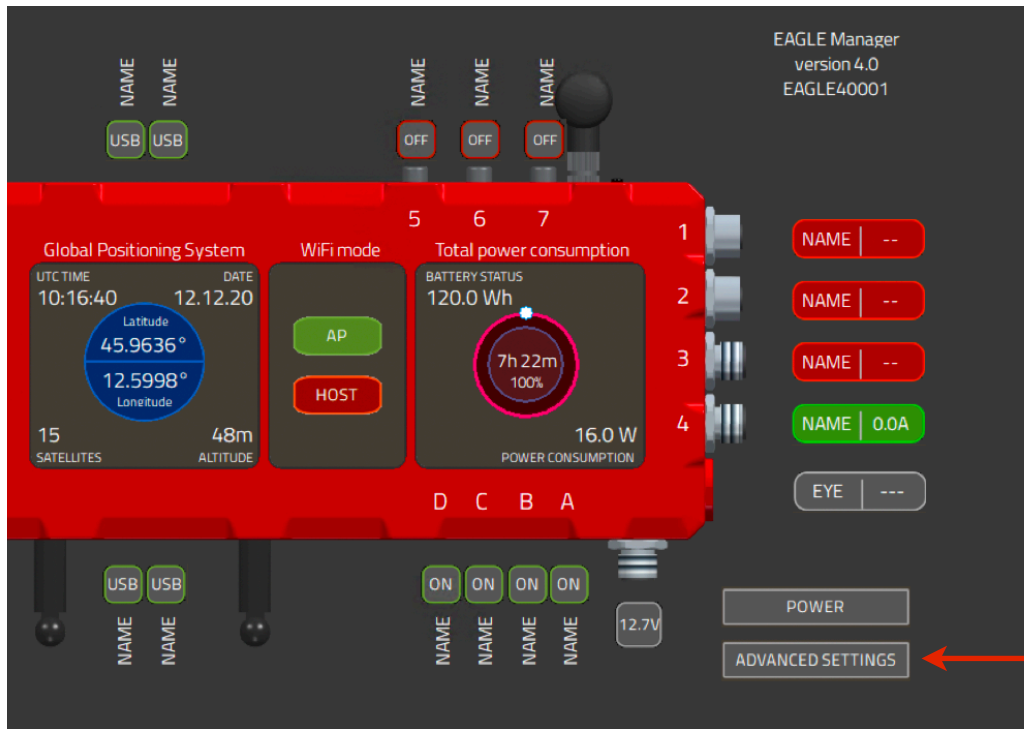 EAGLE Manager
version 4.0
EAGLE40001
NAME NAME
USB USB
NAME NAME NAME
OFF OFF OFF
5 6 7
Global Positioning System
UTC TIME DATE
10:16:40 12.12.20
Latitude
45.9636°
12.5998°
Longitude
15 48m
SATELLITES ALTITUDE
WiFi mode
AP
HOST
Total power consumption
BATTERY STATUS
120.0 Wh
7h 22m
100%
16.0 W
POWER CONSUMPTION
D C B A
1 NAME --
2 NAME --
3 NAME --
4 NAME 0.0A
EYE ---
USB USB
NAME NAME
ON ON ON ON
NAME NAME NAME NAME
12.7V
POWER
ADVANCED SETTINGS